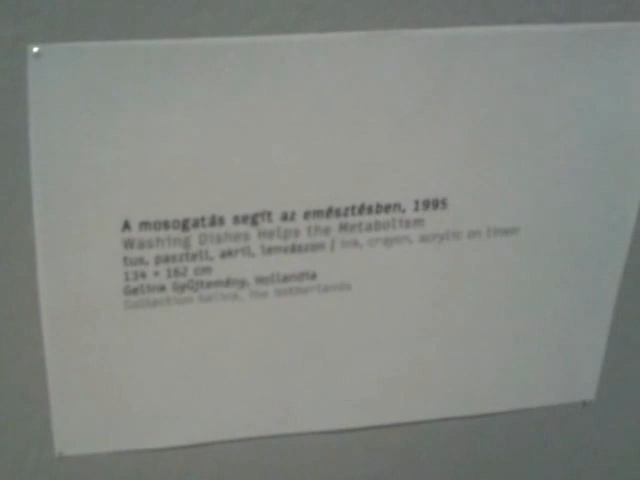 A mosogatás segít az emésztésben, 1995
Washing Dishes Helps the Metabolism
tus, pasztell, akril, lenvászon / ink, crayon, acrylic on linen
134 × 162 cm
Gyűjtemény, Hollandia
Collection The Netherlands